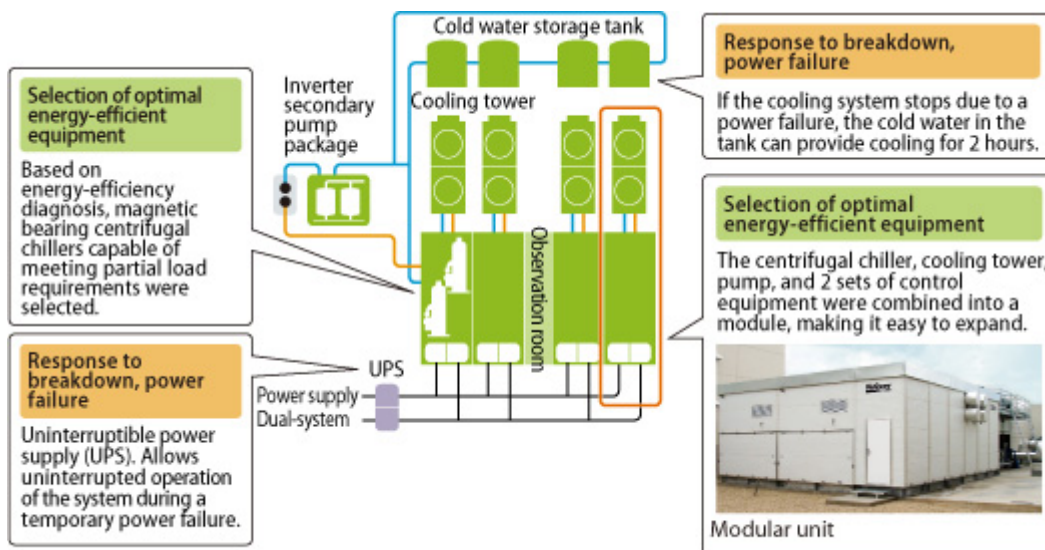 Cold water storage tank
Response to breakdown,
power failure
If the cooling system stops due to a
power failure, the cold water in the
tank can provide cooling for 2 hours.
Selection of optimal
energy-efficient
equipment
Based on
energy-efficiency
diagnosis, magnetic
bearing centrifugal
chillers capable of
meeting partial load
requirements were
selected.
Inverter
secondary
pump
package
Cooling tower
Observation room
Selection of optimal
energy-efficient equipment
The centrifugal chiller, cooling tower,
pump, and 2 sets of control
equipment were combined into a
module, making it easy to expand.
Modular unit
Response to
breakdown, power
failure
Uninterruptible power
supply (UPS). Allows
uninterrupted operation
of the system during a
temporary power failure.
UPS
Power supply
Dual-system